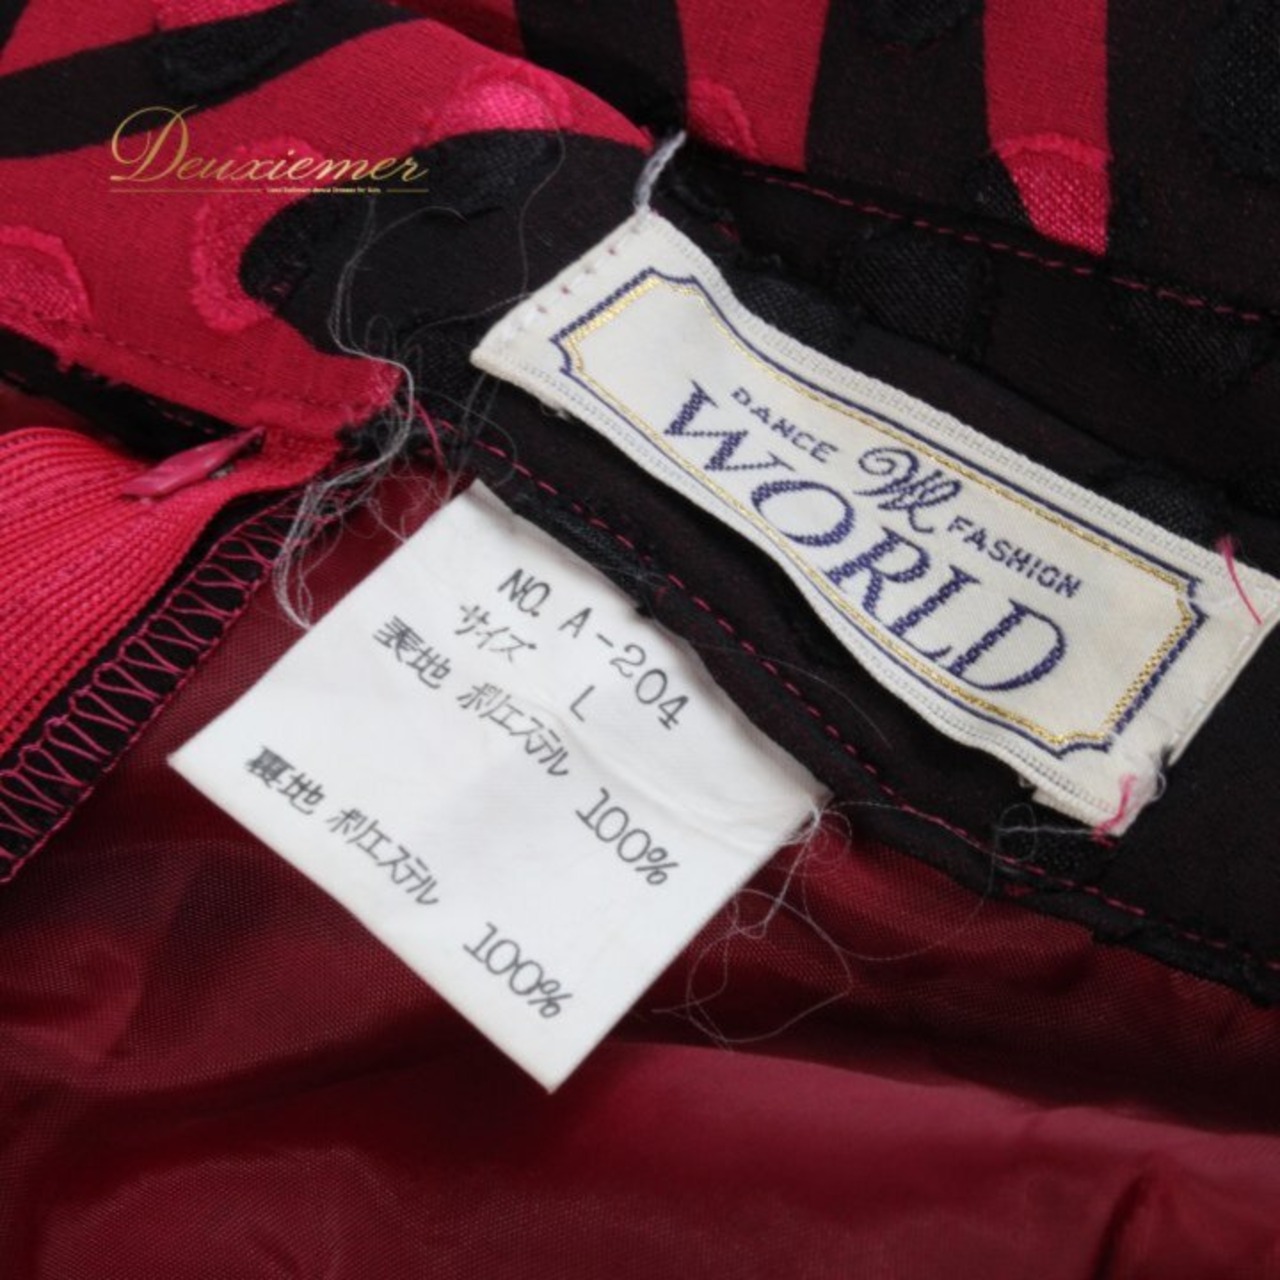 Deuxiemer
DANCE W FASHION
WORLD
NO. A-204
サイズ L
表地 ポリエステル 100%
裏地 ポリエステル 100%